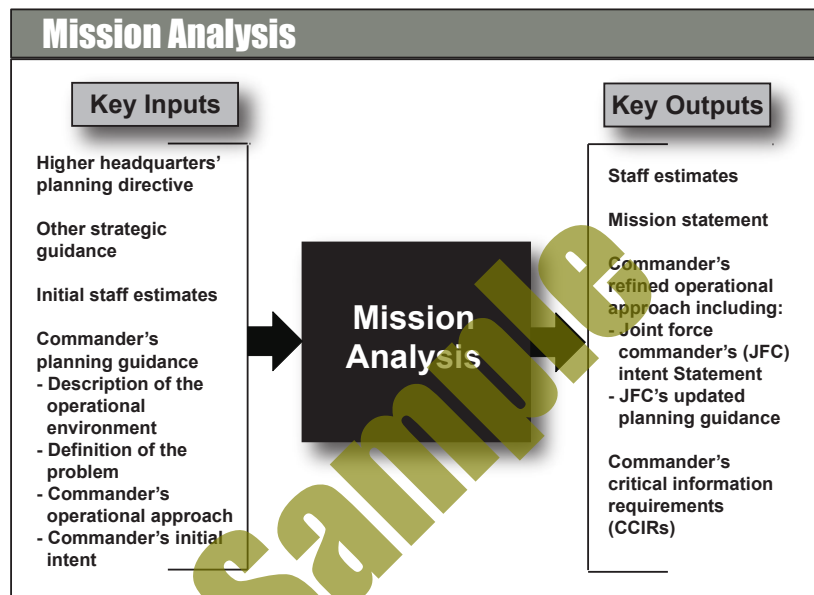 Mission Analysis
Key Inputs
Higher headquarters'
planning directive
Other strategic
guidance
Initial staff estimates
Commander's
planning guidance
- Description of the
operational
environment
- Definition of the
problem
- Commander's
operational approach
- Commander's initial
intent
Mission
Analysis
Key Outputs
Staff estimates
Mission statement
Commander's
refined operational
approach including:
- Joint force
commander's (JFC)
intent Statement
- JFC's updated
planning guidance
Commander's
critical information
requirements
(CCIRs)
Sample